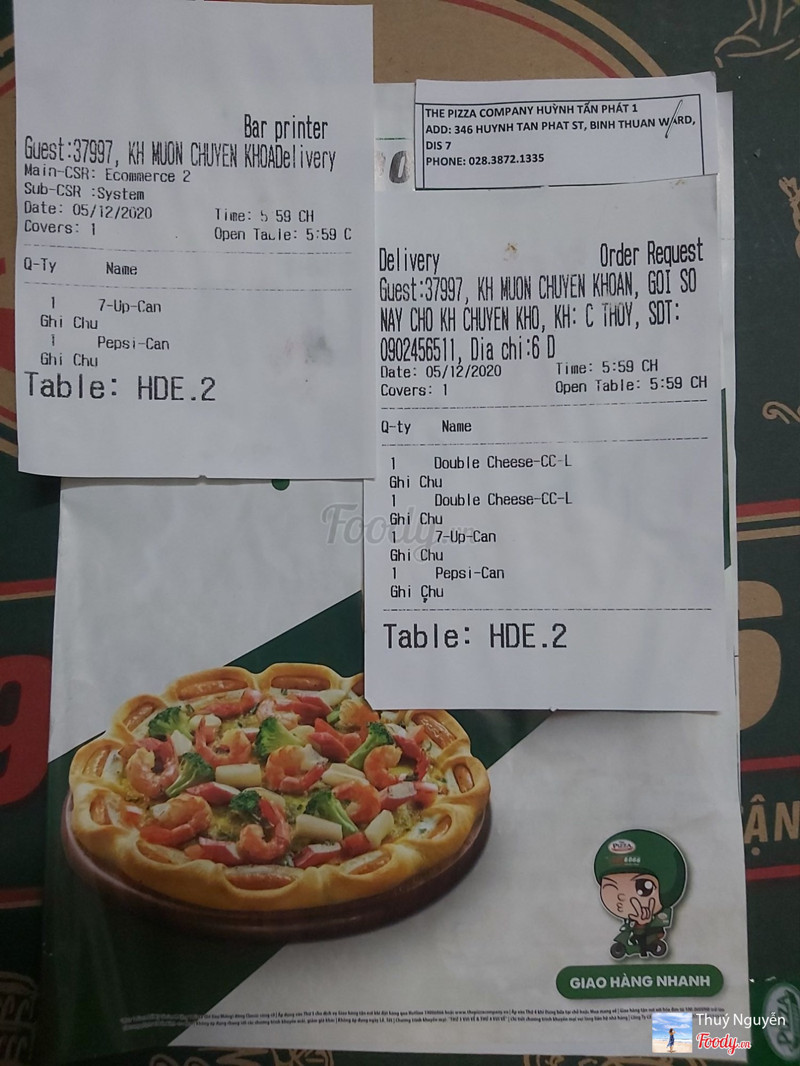 Bar printer
Guest:37997, KH MUON CHUYEN KHOADelivery
Main-CSR: Ecommerce 2
Sub-CSR :System
Date: 05/12/2020 Time: 5 59 CH
Covers: 1 Open Table: 5:59 C
Q-Ty Name
1 7-Up-Can
Ghi Chu
1 Pepsi-Can
Ghi Chu
Table: HDE.2
THE PIZZA COMPANY HUỲNH TẤN PHÁT 1
ADD: 346 HUYNH TAN PHAT ST, BINH THUAN WARD,
DIS 7
PHONE: 028.3872.1335
Delivery Order Request
Guest:37997, KH MUON CHUYEN KHOAN, GOI SO
NAY CHO KH CHUYEN KHO, KH: C THUY, SDT:
0902456511, Dia chi:6 D
Date: 05/12/2020 Time: 5:59 CH
Covers: 1 Open Table: 5:59 CH
Q-ty Name
1 Double Cheese-CC-L
Ghi Chu
1 Double Cheese-CC-L
Ghi Chu
1 7-Up-Can
Ghi Chu
1 Pepsi-Can
Ghi Chu
Table: HDE.2
Foody.vn
9
6
ẬN
GIAO HÀNG NHANH
Thuý Nguyễn
Foody.vn